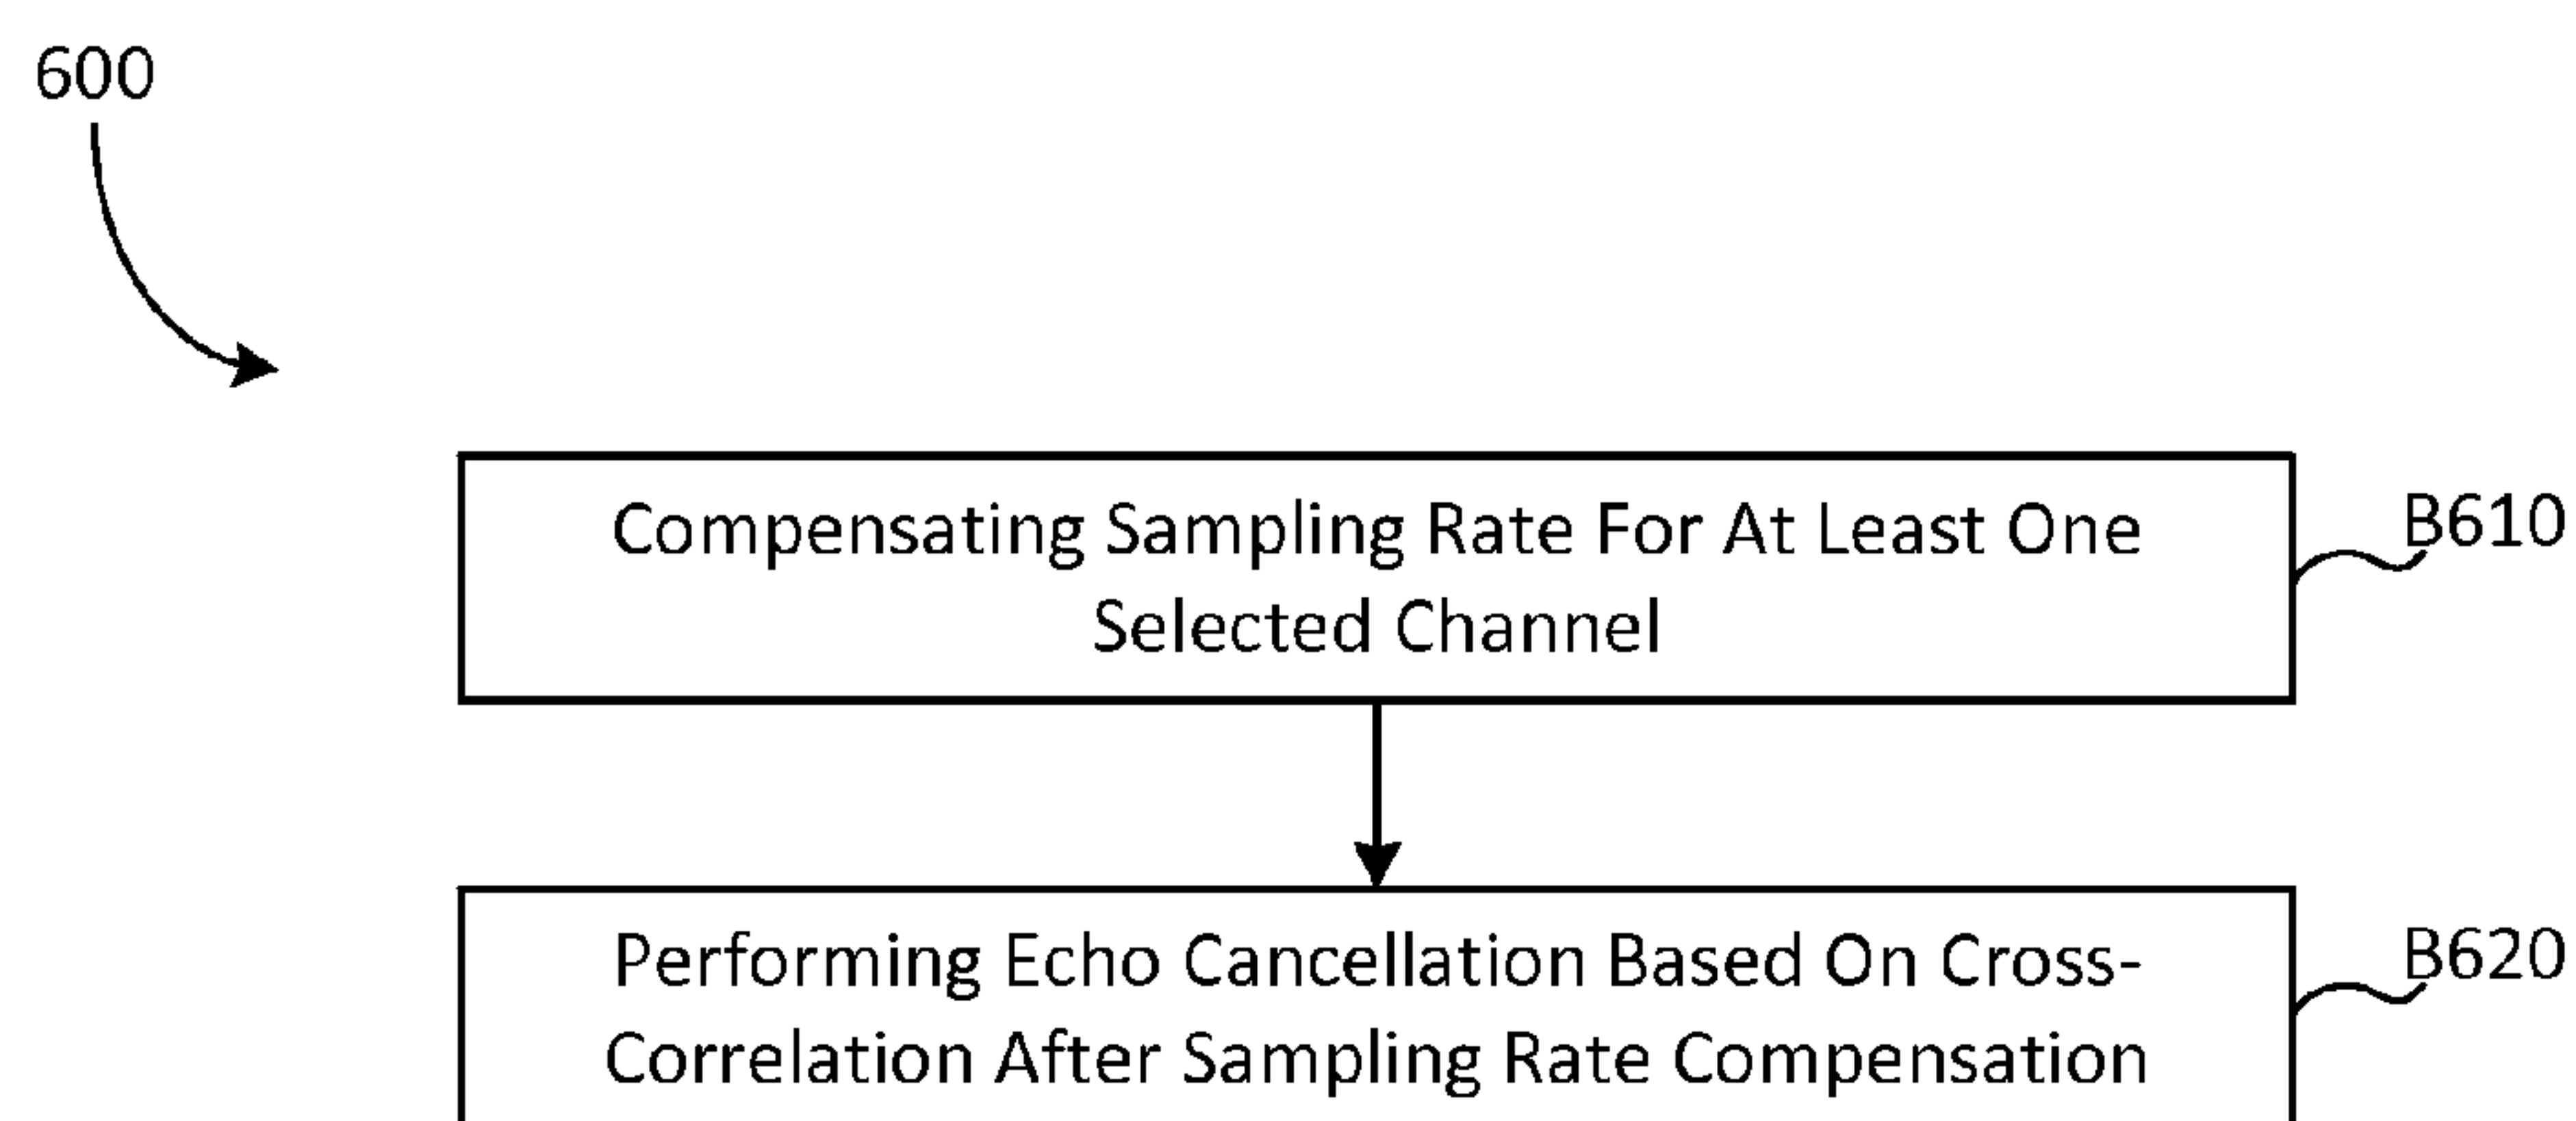 600
Compensating Sampling Rate For At Least One
Selected Channel
B610
Performing Echo Cancellation Based On Cross-
Correlation After Sampling Rate Compensation
B620